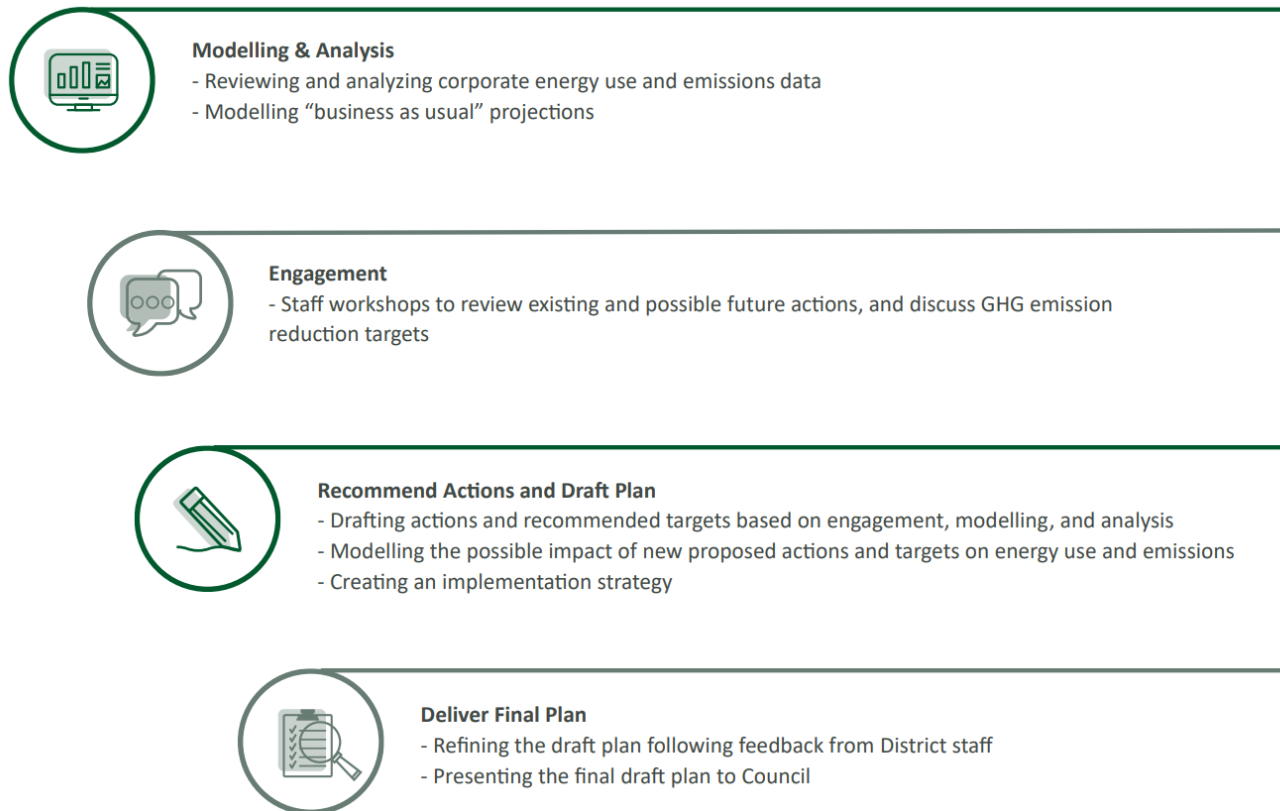 Modelling & Analysis
- Reviewing and analyzing corporate energy use and emissions data
- Modelling “business as usual” projections
Engagement
- Staff workshops to review existing and possible future actions, and discuss GHG emission
reduction targets
Recommend Actions and Draft Plan
- Drafting actions and recommended targets based on engagement, modelling, and analysis
- Modelling the possible impact of new proposed actions and targets on energy use and emissions
- Creating an implementation strategy
Deliver Final Plan
- Refining the draft plan following feedback from District staff
- Presenting the final draft plan to Council